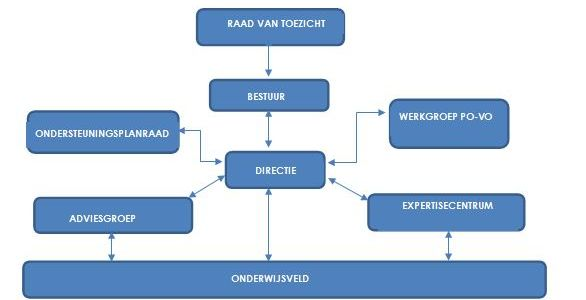 RAAD VAN TOEZICHT
BESTUUR
ONDERSTEUNINGSPLANRAAD
WERKGROEP PO-VO
DIRECTIE
ADVIESGROEP
EXPERTISECENTRUM
ONDERWIJSVELD